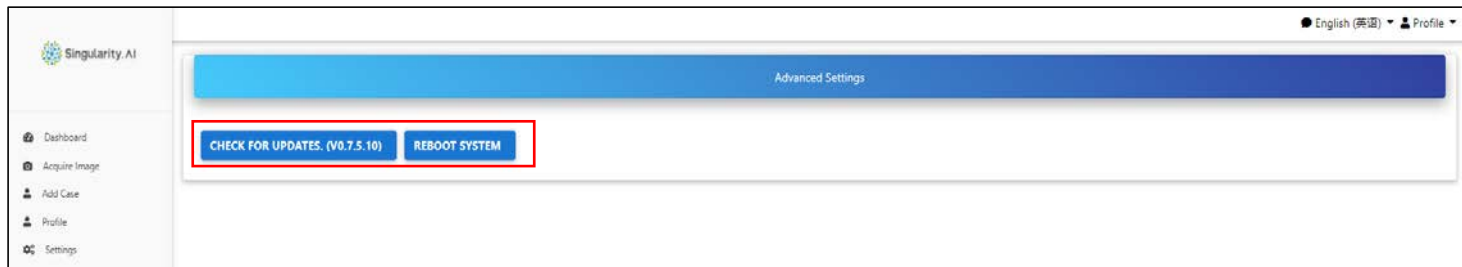 English (英语) Profile
Singularity.AI
Advanced Settings
CHECK FOR UPDATES. (V0.7.5.10) REBOOT SYSTEM
Dashboard
Acquire Image
Add Case
Profile
Settings